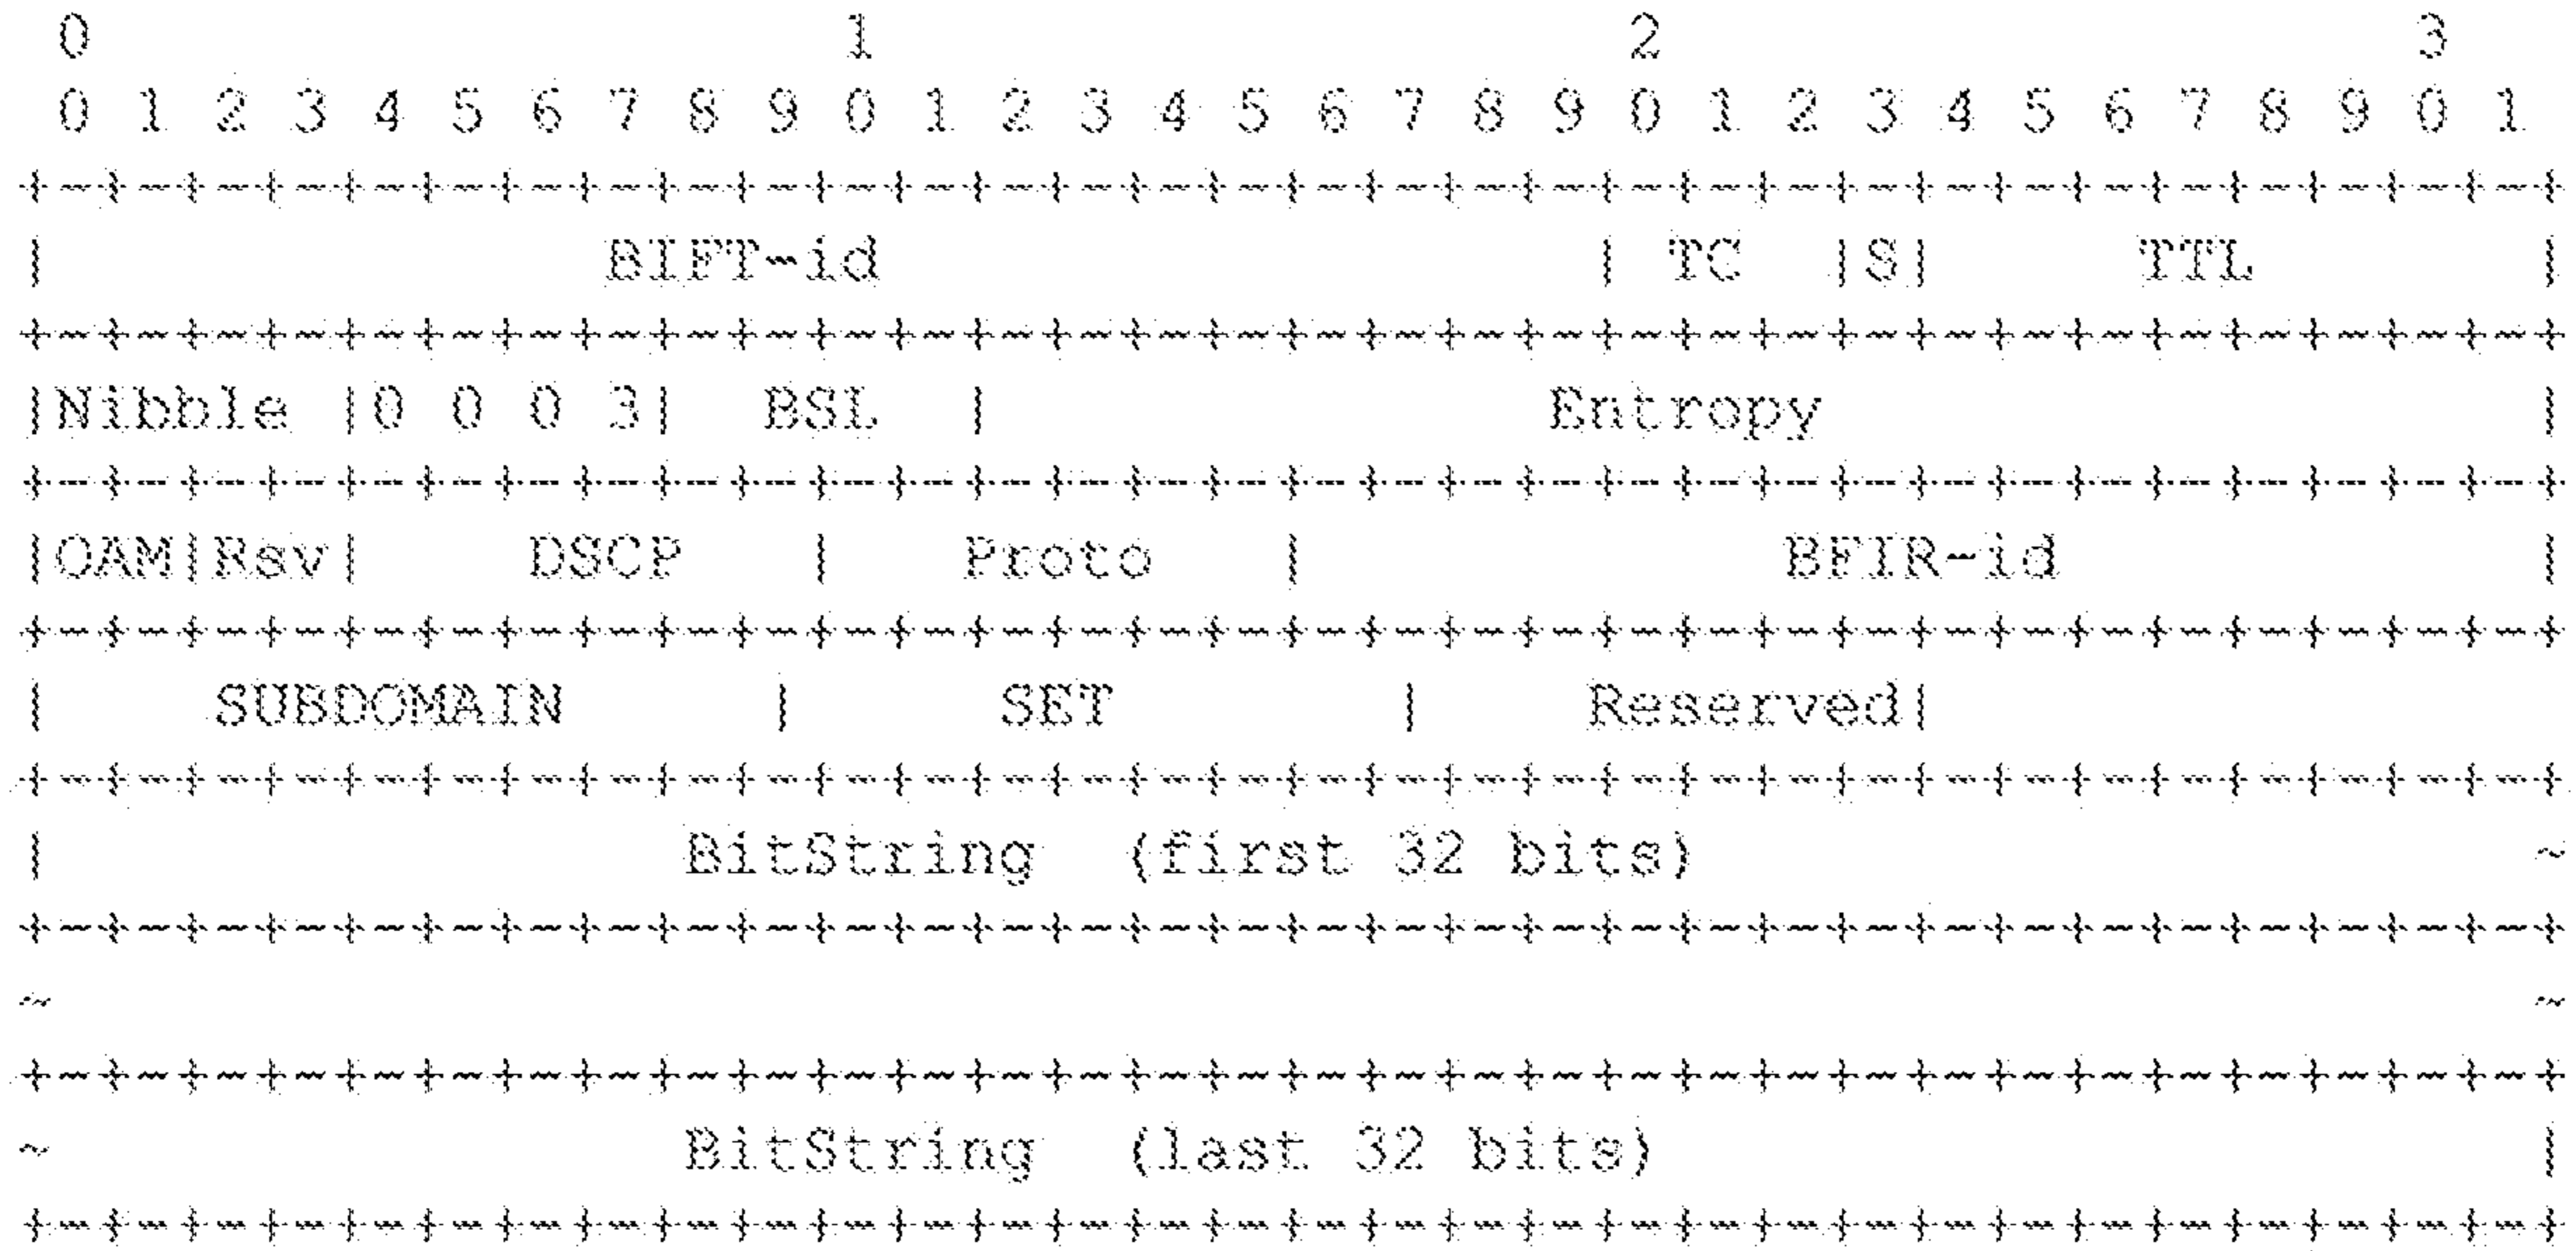 0                   1                   2                   3
 0 1 2 3 4 5 6 7 8 9 0 1 2 3 4 5 6 7 8 9 0 1 2 3 4 5 6 7 8 9 0 1
+-+-+-+-+-+-+-+-+-+-+-+-+-+-+-+-+-+-+-+-+-+-+-+-+-+-+-+-+-+-+-+-+
|              BIFT-id                  | TC  |S|     TTL       |
+-+-+-+-+-+-+-+-+-+-+-+-+-+-+-+-+-+-+-+-+-+-+-+-+-+-+-+-+-+-+-+-+
|Nibble |0 0 0 3|  BSL  |              Entropy                  |
+-+-+-+-+-+-+-+-+-+-+-+-+-+-+-+-+-+-+-+-+-+-+-+-+-+-+-+-+-+-+-+-+
|OAM|Rsv|    DSCP   |   Proto   |            BFIR-id            |
+-+-+-+-+-+-+-+-+-+-+-+-+-+-+-+-+-+-+-+-+-+-+-+-+-+-+-+-+-+-+-+-+
|    SUBDOMAIN     |     SET       |    Reserved|
+-+-+-+-+-+-+-+-+-+-+-+-+-+-+-+-+-+-+-+-+-+-+-+-+-+-+-+-+-+-+-+-+
|                BitString  (first 32 bits)                     ~
+-+-+-+-+-+-+-+-+-+-+-+-+-+-+-+-+-+-+-+-+-+-+-+-+-+-+-+-+-+-+-+-+
~                                                               ~
+-+-+-+-+-+-+-+-+-+-+-+-+-+-+-+-+-+-+-+-+-+-+-+-+-+-+-+-+-+-+-+-+
~                BitString  (last 32 bits)                      |
+-+-+-+-+-+-+-+-+-+-+-+-+-+-+-+-+-+-+-+-+-+-+-+-+-+-+-+-+-+-+-+-+